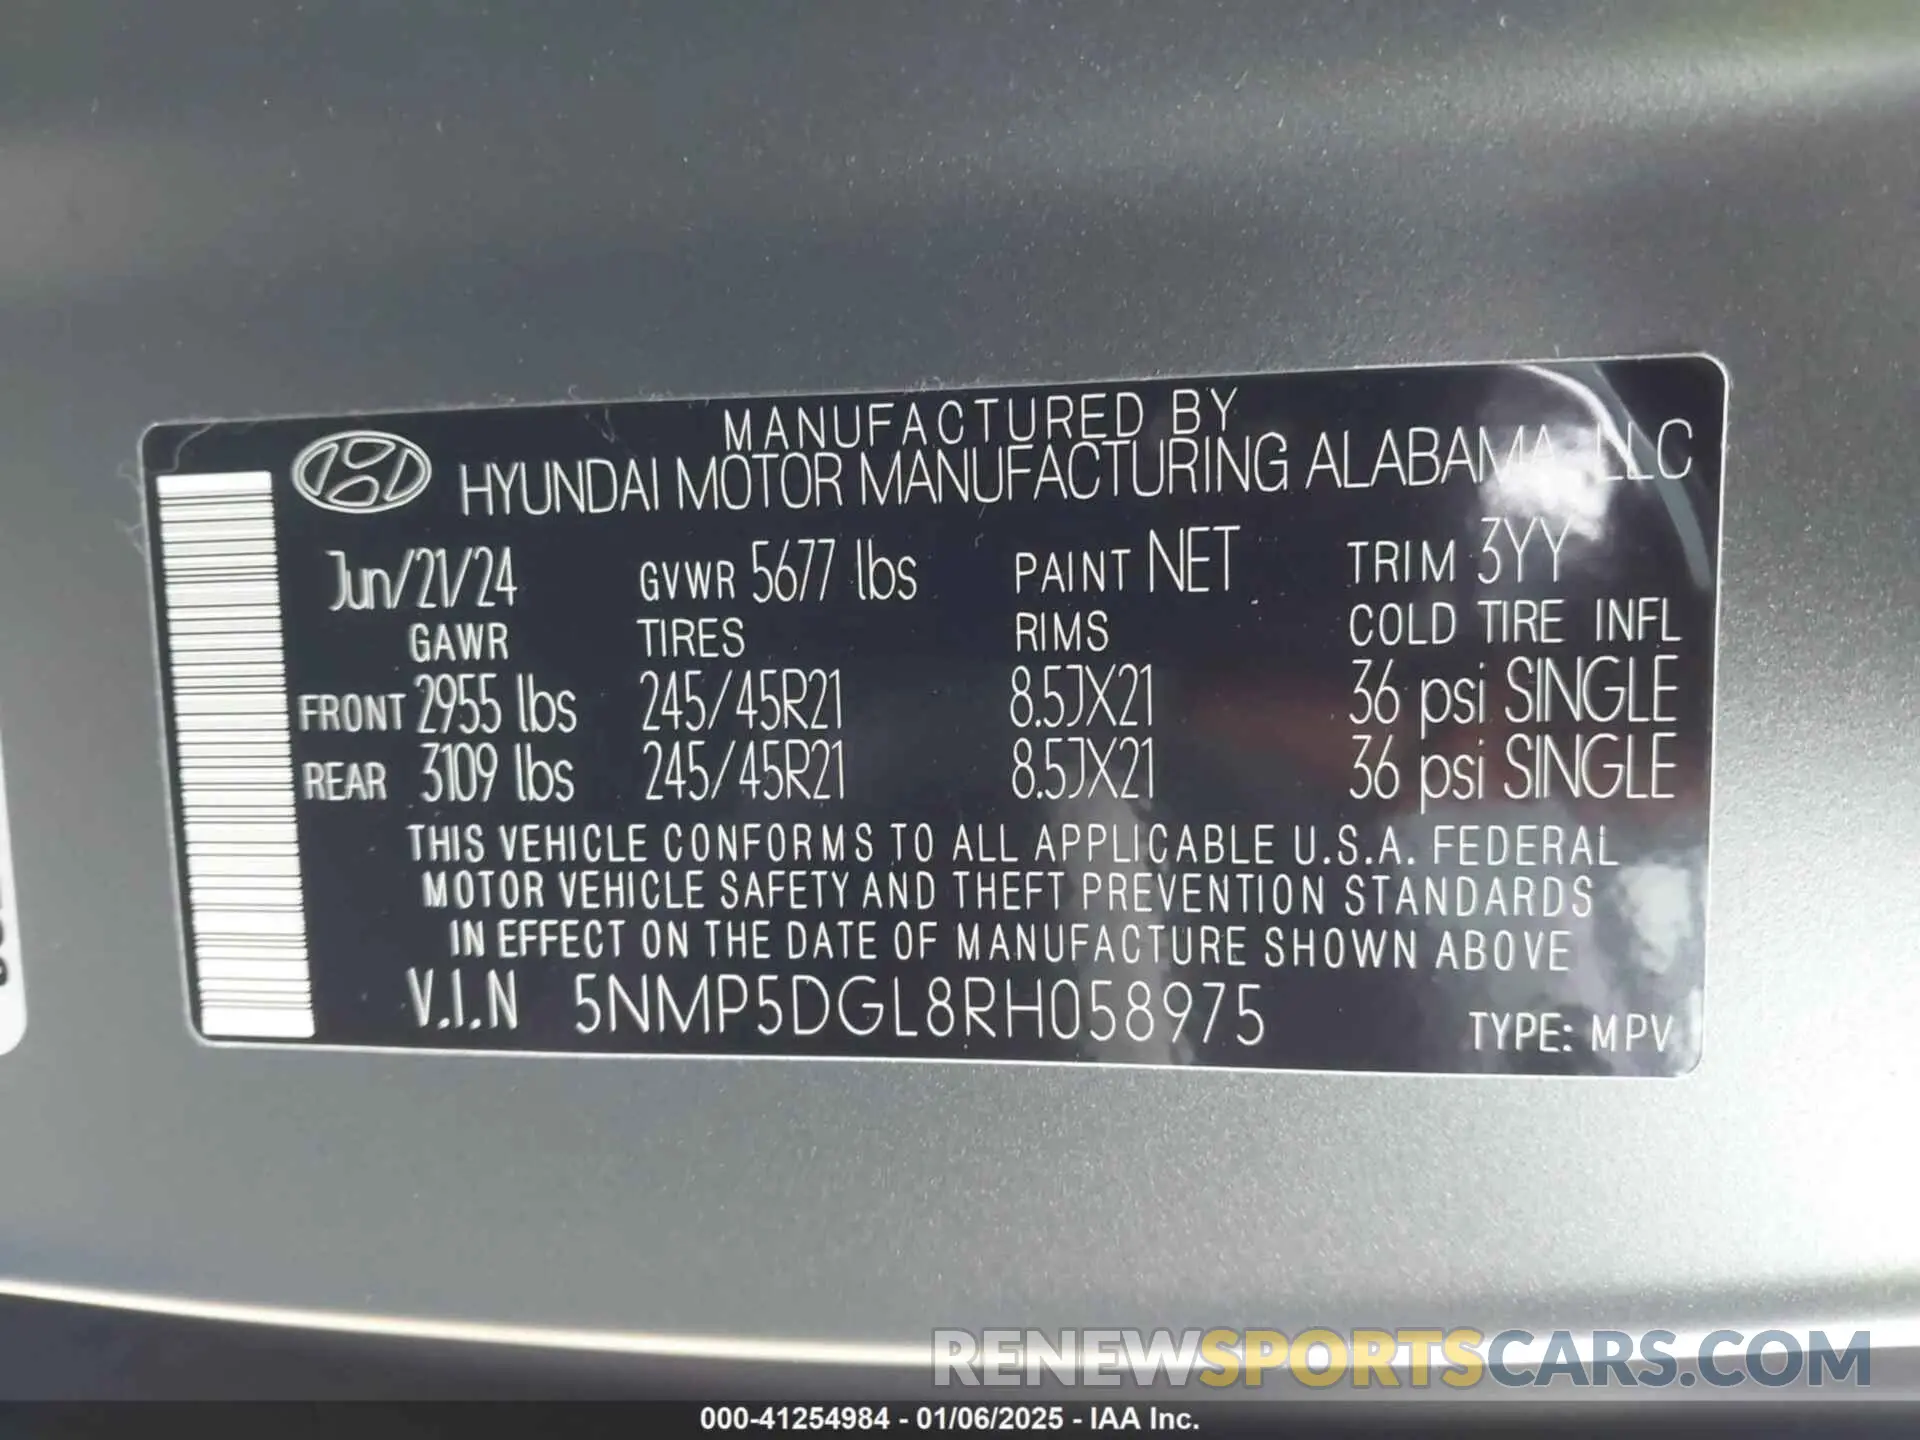 MANUFACTURED BY
HYUNDAI MOTOR MANUFACTURING ALABAMA, LLC
Jun/21/24 GVWR 5677 lbs PAINT NET TRIM 3YY
GAWR TIRES RIMS COLD TIRE INFL
FRONT 2955 lbs 245/45R21 8.5JX21 36 psi SINGLE
REAR 3109 lbs 245/45R21 8.5JX21 36 psi SINGLE
THIS VEHICLE CONFORMS TO ALL APPLICABLE U.S.A. FEDERAL
MOTOR VEHICLE SAFETY AND THEFT PREVENTION STANDARDS
IN EFFECT ON THE DATE OF MANUFACTURE SHOWN ABOVE
V.I.N 5NMP5DGL8RH058975
TYPE: MPV
RENEWSPORTSCARS.COM
000-41254984 - 01/06/2025 - IAA Inc.